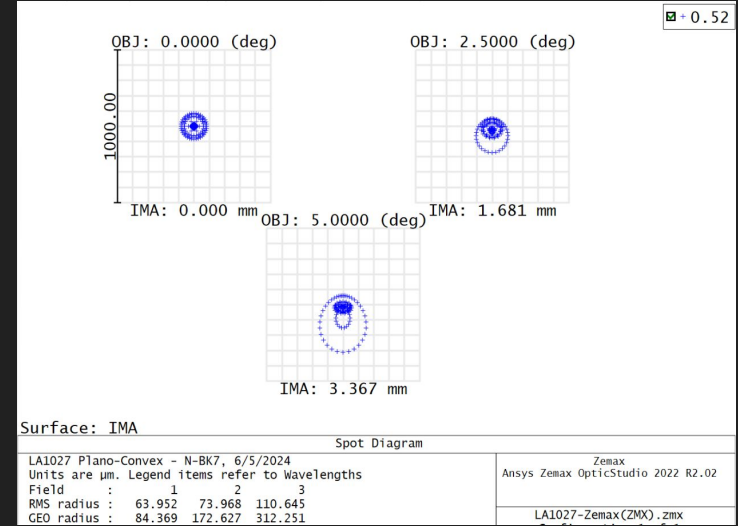 + 0.52
OBJ: 0.0000 (deg)
OBJ: 2.5000 (deg)
1000.00
IMA: 0.000 mm
IMA: 1.681 mm
OBJ: 5.0000 (deg)
IMA: 3.367 mm
Surface: IMA
Spot Diagram
LA1027 Plano-Convex - N-BK7, 6/5/2024
Units are µm. Legend items refer to Wavelengths
Field : 1 2 3
RMS radius : 63.952 73.968 110.645
GEO radius : 84.369 172.627 312.251
Zemax
Ansys Zemax OpticStudio 2022 R2.02
LA1027-Zemax(ZMX).zmx